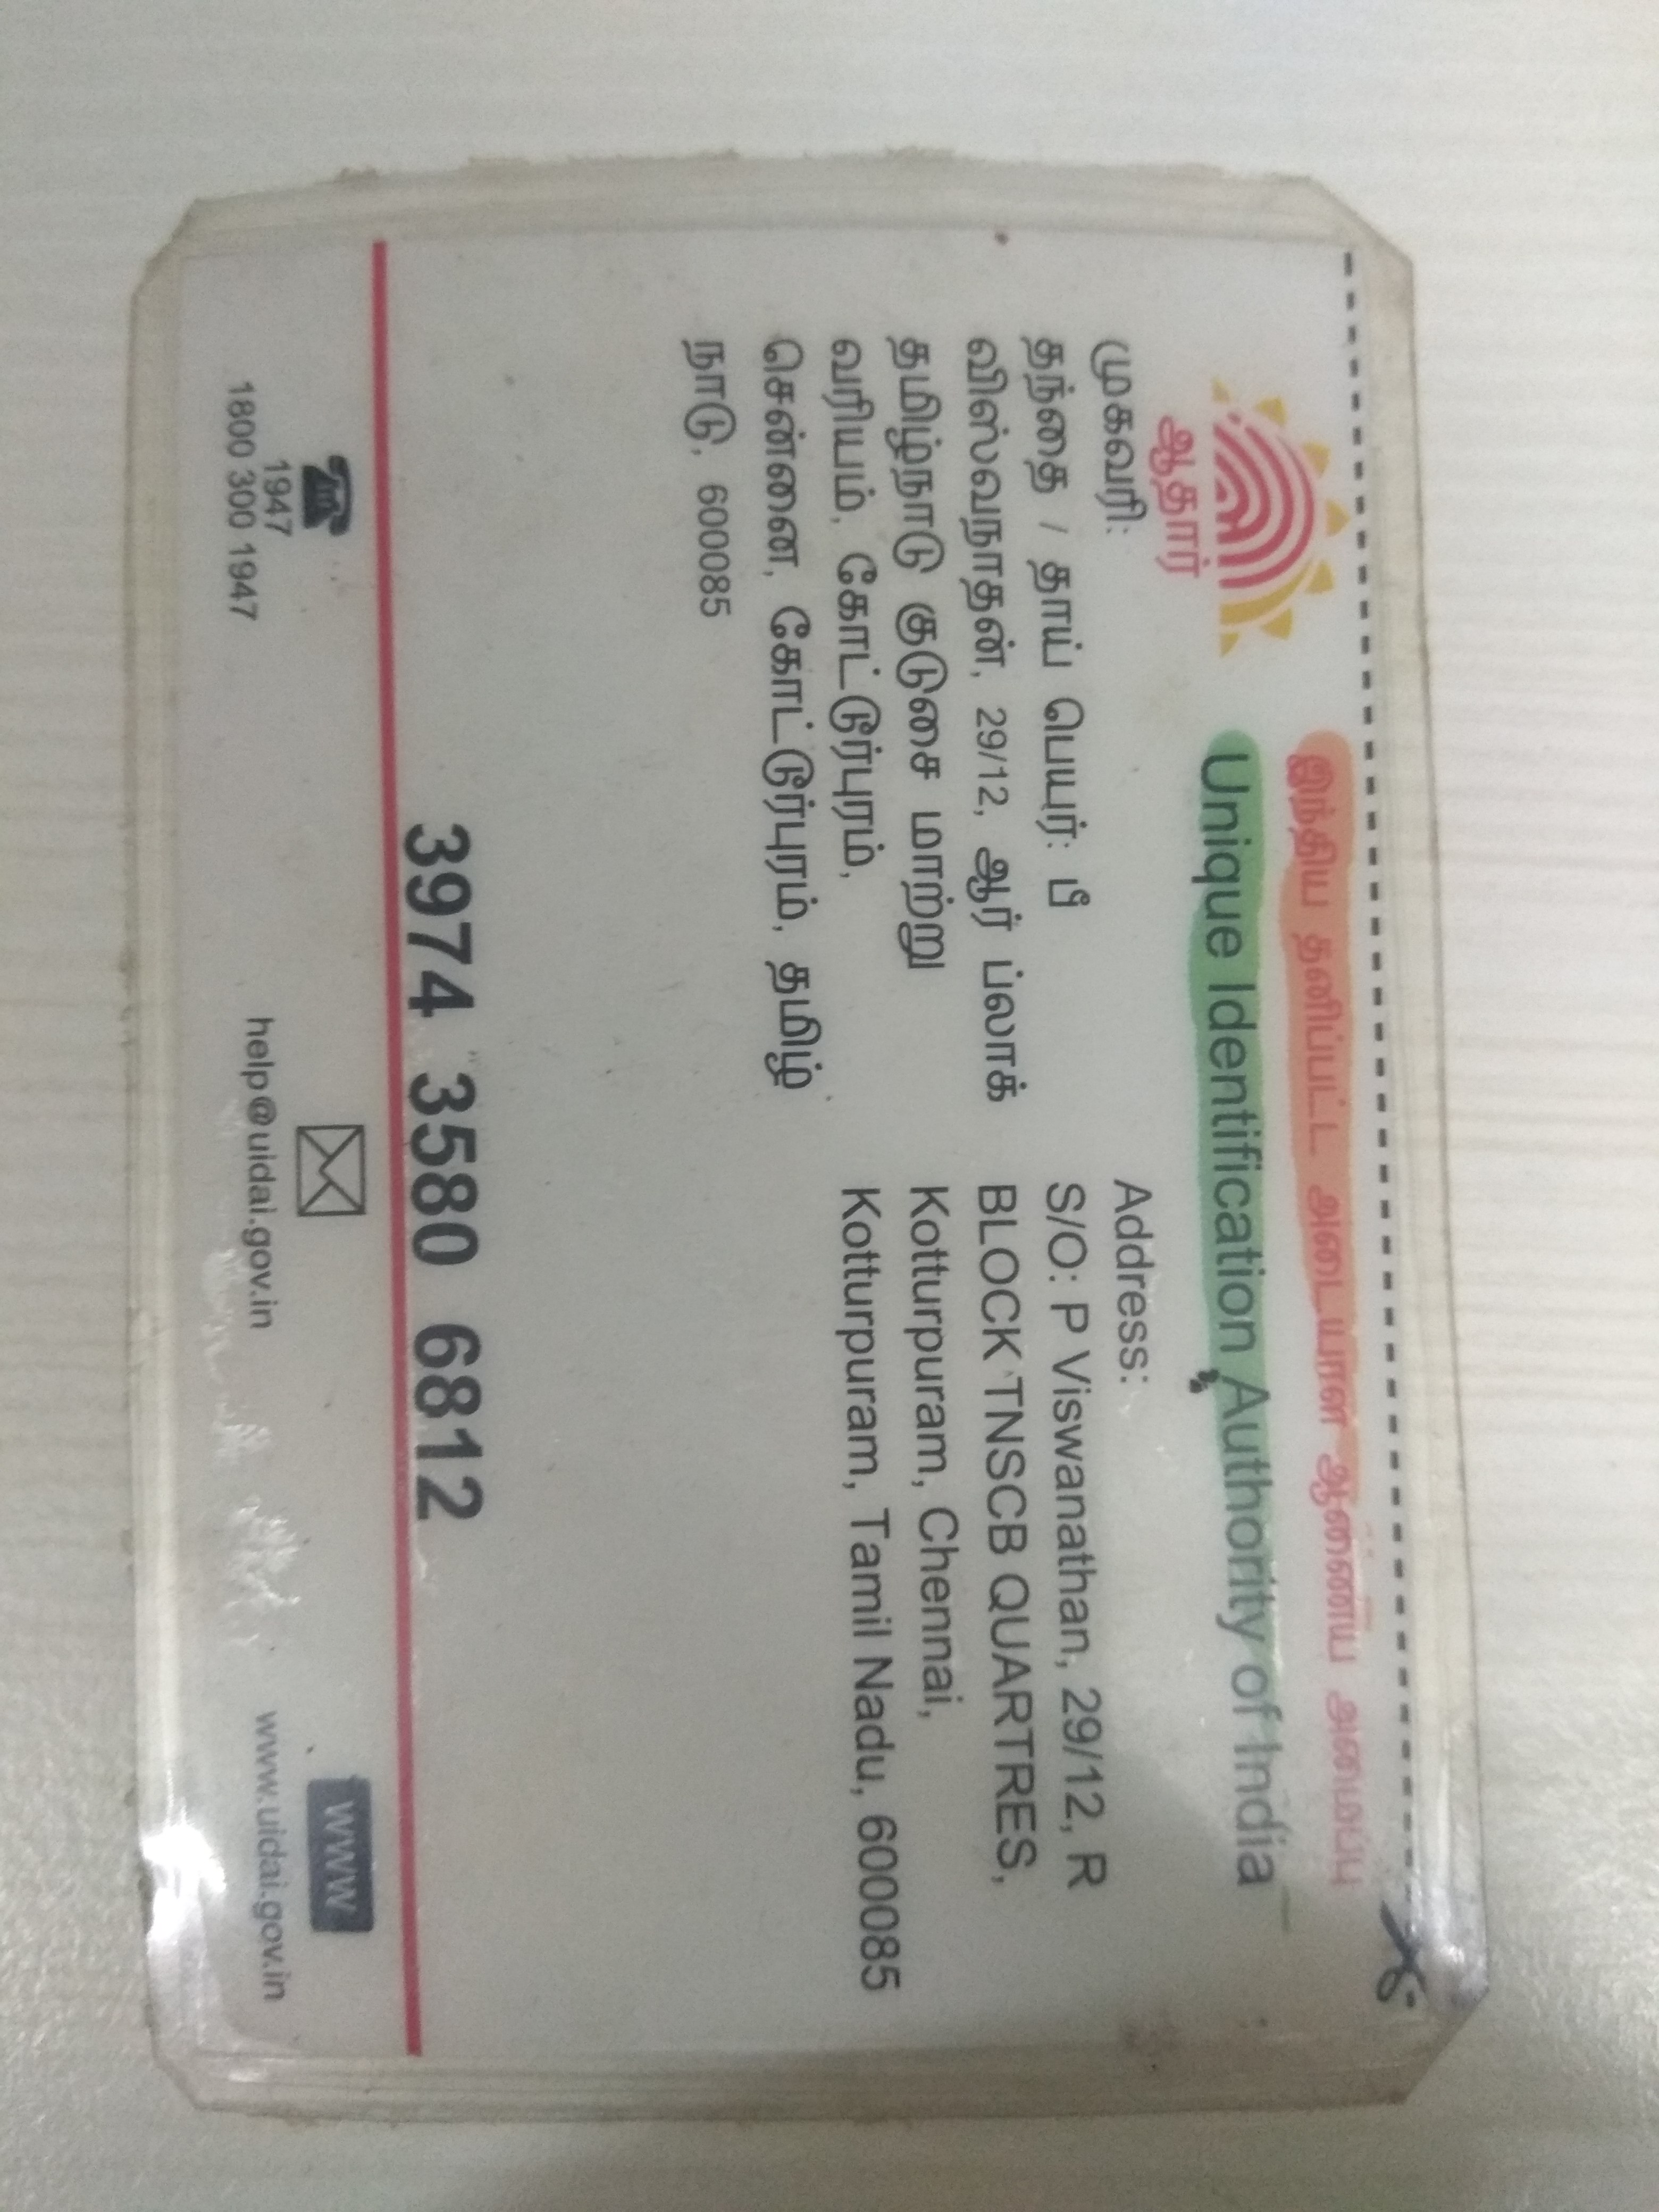 இந்திய தனிப்பட்ட அடையாள ஆணைய அமைப்பு
Unique Identification Authority of India
ஆதார்
முகவரி:
தந்தை / தாய் பெயர்: பீ
விஸ்வநாதன், 29/12, ஆர் ப்லாக்
தமிழ்நாடு குடுசை மாற்று
வரியம், கோட்டுர்புரம்,
சென்னை, கோட்டுர்புரம், தமிழ்
நாடு, 600085
Address:
S/O: P Viswanathan, 29/12, R
BLOCK TNSCB QUARTRES,
Kotturpuram, Chennai,
Kotturpuram, Tamil Nadu, 600085
3974 3580 6812
1947
1800 300 1947
help@uidai.gov.in
WWW
www.uidai.gov.in